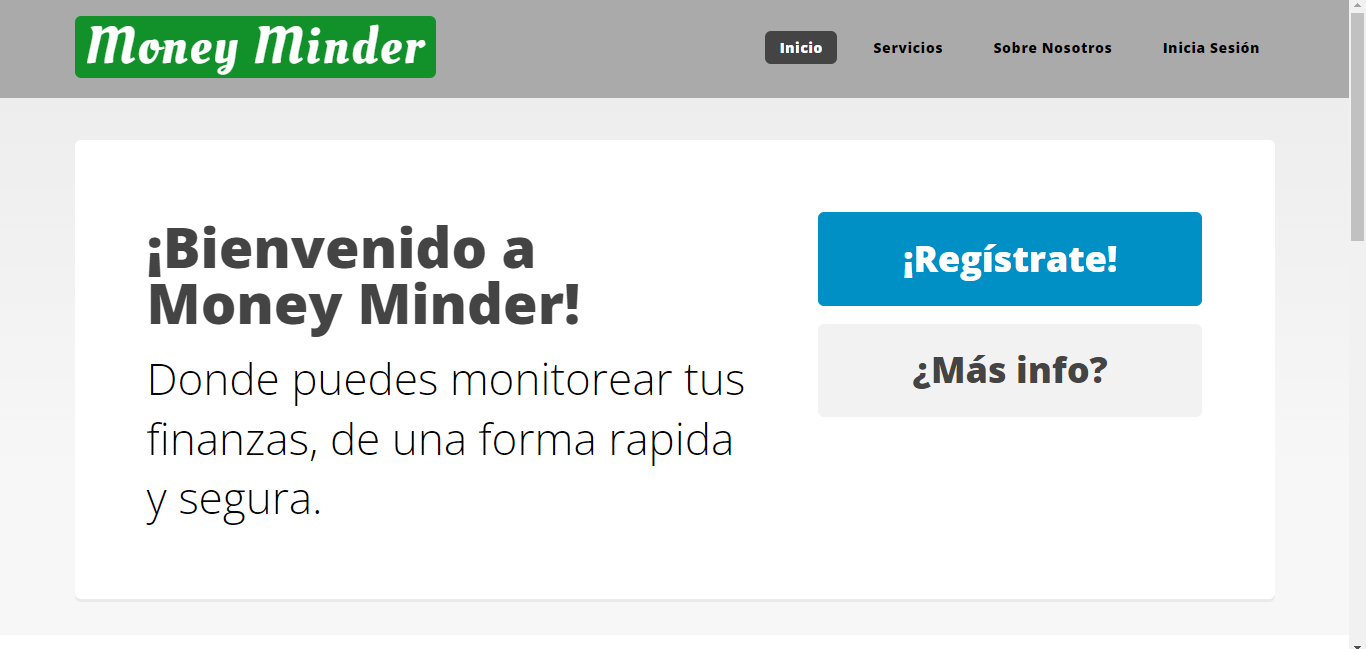 Money Minder
Inicio
Servicios
Sobre Nosotros
Inicia Sesión
¡Bienvenido a
Money Minder!
Donde puedes monitorear tus
finanzas, de una forma rapida
y segura.
¡Regístrate!
¿Más info?